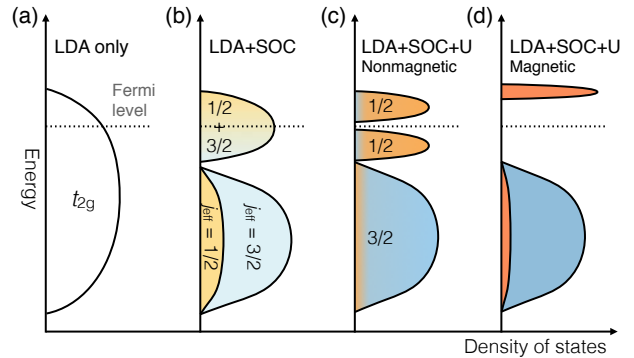 (a)
LDA only
Fermi
level
t2g
Energy
(b)
LDA+SOC
1/2
+
3/2
jeff = 1/2
jeff = 3/2
(c)
LDA+SOC+U
Nonmagnetic
1/2
1/2
3/2
(d)
LDA+SOC+U
Magnetic
Density of states